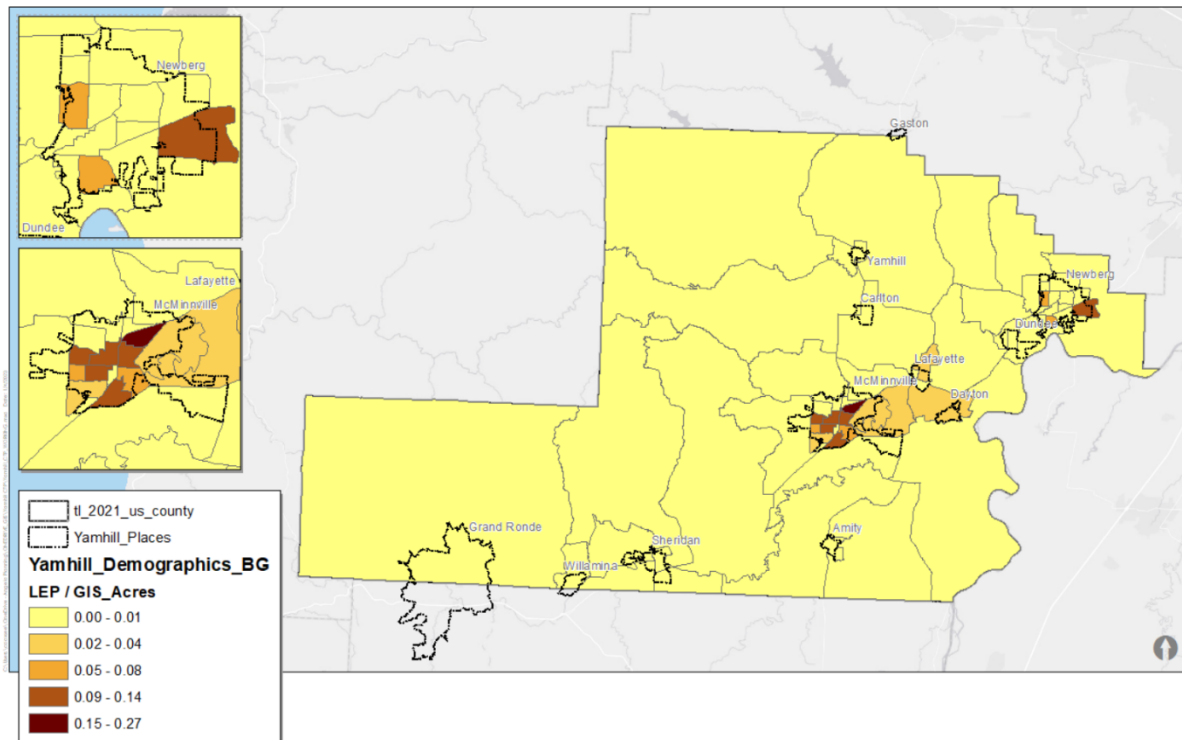 Newberg
Dundee
Lafayette
McMinnville
tl_2021_us_county
Yamhill_Places
Yamhill_Demographics_BG
LEP / GIS_Acres
0.00 - 0.01
0.02 - 0.04
0.05 - 0.08
0.09 - 0.14
0.15 - 0.27
Gaston
Yamhill
Newberg
Carlton
Dundee
Lafayette
McMinnville
Dayton
Grand Ronde
Sheridan
Amity
Willamina